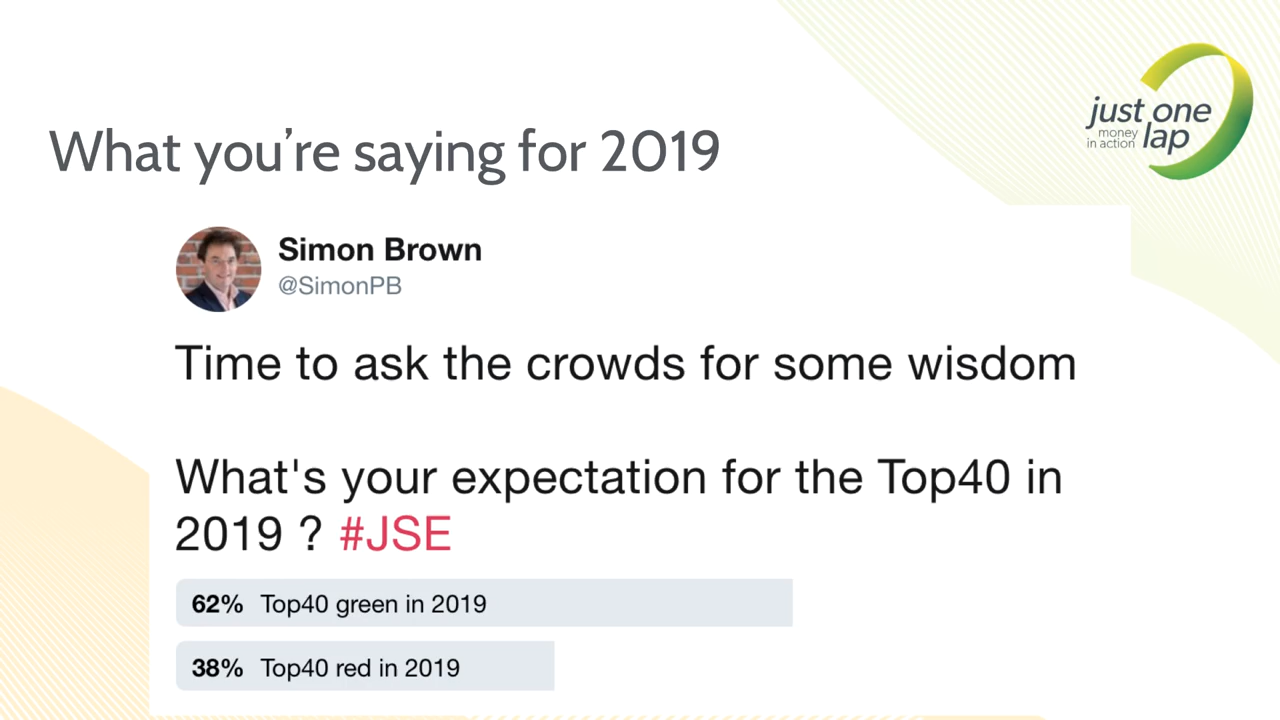 What you’re saying for 2019
just one
money
in action lap
Simon Brown
@SimonPB
Time to ask the crowds for some wisdom
What's your expectation for the Top40 in
2019 ? #JSE
62% Top40 green in 2019
38% Top40 red in 2019